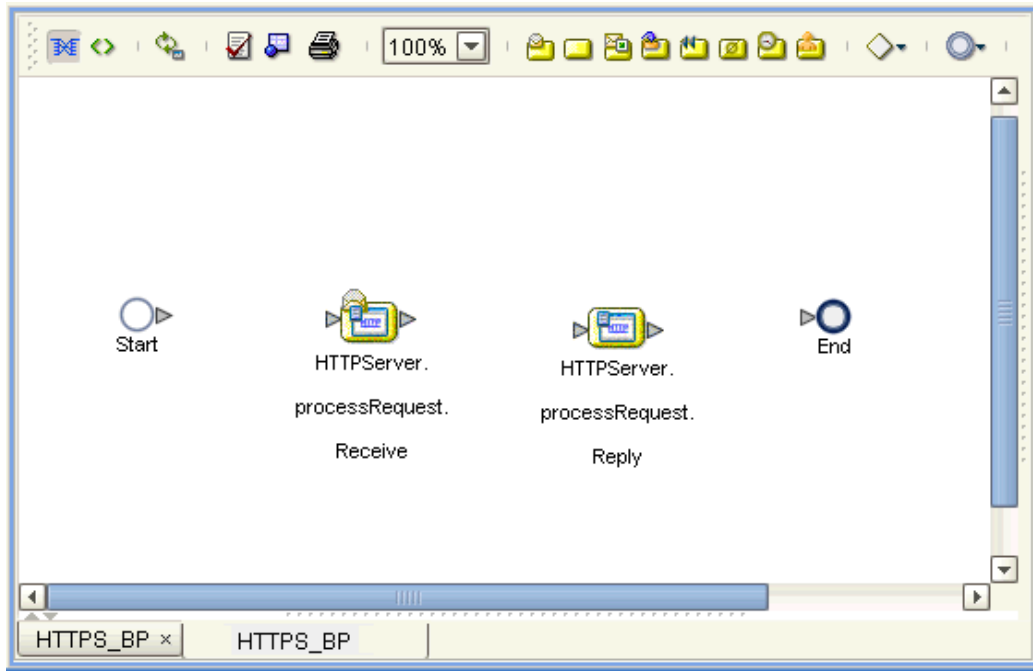 100%
Start
HTTPServer.
processRequest.
Receive
HTTPServer.
processRequest.
Reply
End
HTTPS_BP ×
HTTPS_BP